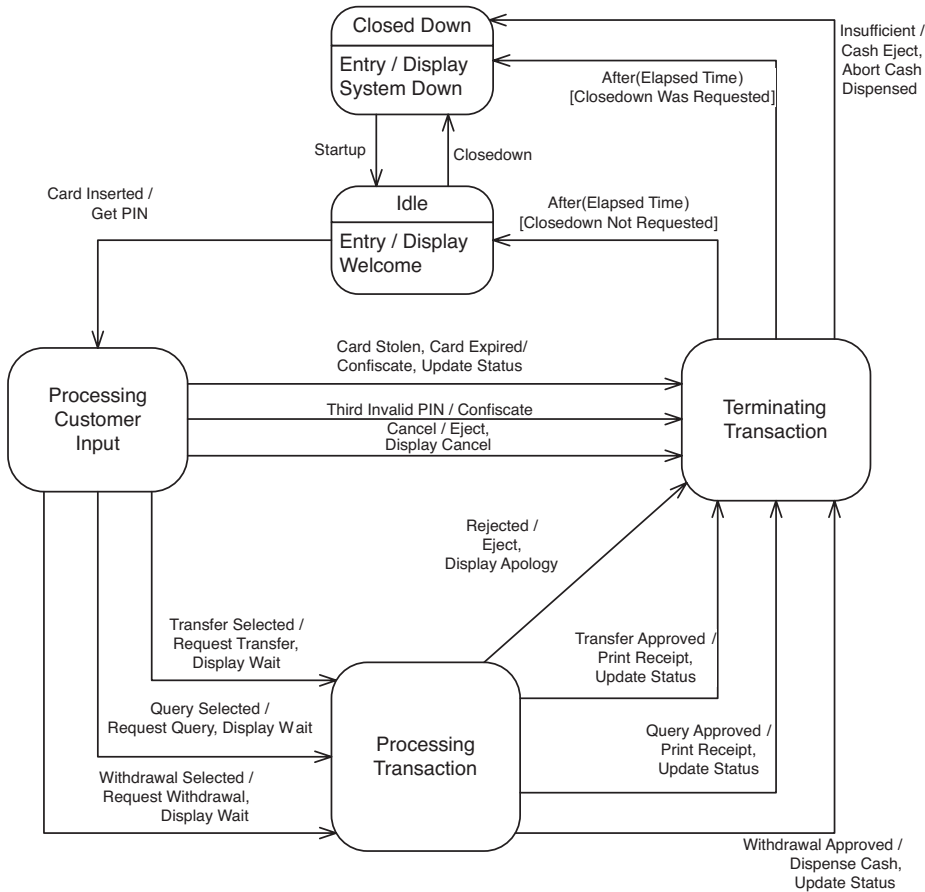 Closed Down
Entry / Display
System Down
Insufficient /
Cash Eject,
Abort Cash
Dispensed
After(Elapsed Time)
[Closedown Was Requested]
Startup
Closedown
Card Inserted /
Get PIN
Idle
Entry / Display
Welcome
After(Elapsed Time)
[Closedown Not Requested]
Processing
Customer
Input
Card Stolen, Card Expired/
Confiscate, Update Status
Third Invalid PIN / Confiscate
Cancel / Eject,
Display Cancel
Terminating
Transaction
Rejected /
Eject,
Display Apology
Transfer Selected /
Request Transfer,
Display Wait
Transfer Approved /
Print Receipt,
Update Status
Query Selected /
Request Query, Display Wait
Processing
Transaction
Query Approved /
Print Receipt,
Update Status
Withdrawal Selected /
Request Withdrawal,
Display Wait
Withdrawal Approved /
Dispense Cash,
Update Status